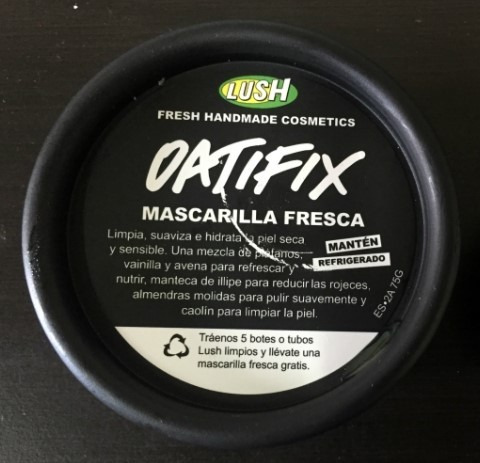 LUSH
FRESH HANDMADE COSMETICS
OATIFIX
MASCARILLA FRESCA
Limpia, suaviza e hidrata la piel seca
y sensible. Una mezcla de plátanos,
vainilla y avena para refrescar y
nutrir, manteca de illipe para reducir las rojeces,
almendras molidas para pulir suavemente y
caolín para limpiar la piel.
MANTÉN
REFRIGERADO
ES-2A 75G
Tráenos 5 botes o tubos
Lush limpios y llévate una
mascarilla fresca gratis.